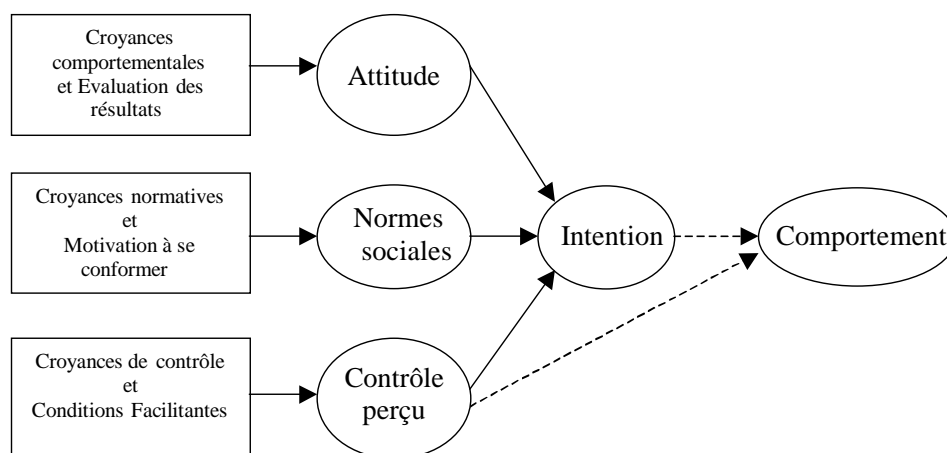 Croyances
comportementales
et Evaluation des
résultats
Attitude
Croyances normatives
et
Motivation à se
conformer
Normes
sociales
Intention
Comportement
Croyances de contrôle
et
Conditions Facilitantes
Contrôle
perçu